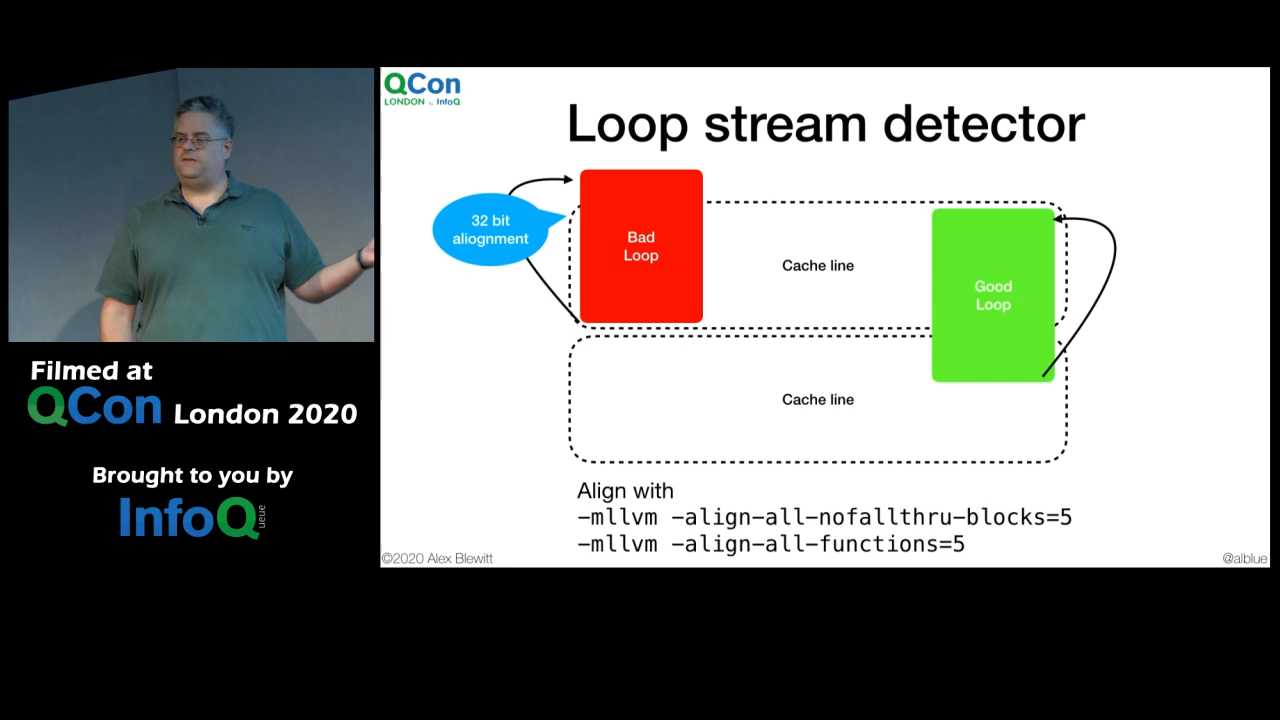 QCon
LONDON by InfoQ
Loop stream detector
32 bit
aliognment
Bad
Loop
Cache line
Good
Loop
Cache line
Align with
-mllvm -align-all-nofallthru-blocks=5
-mllvm -align-all-functions=5
©2020 Alex Blewitt
@alblue
Filmed at
QCon London 2020
Brought to you by
InfoQueue